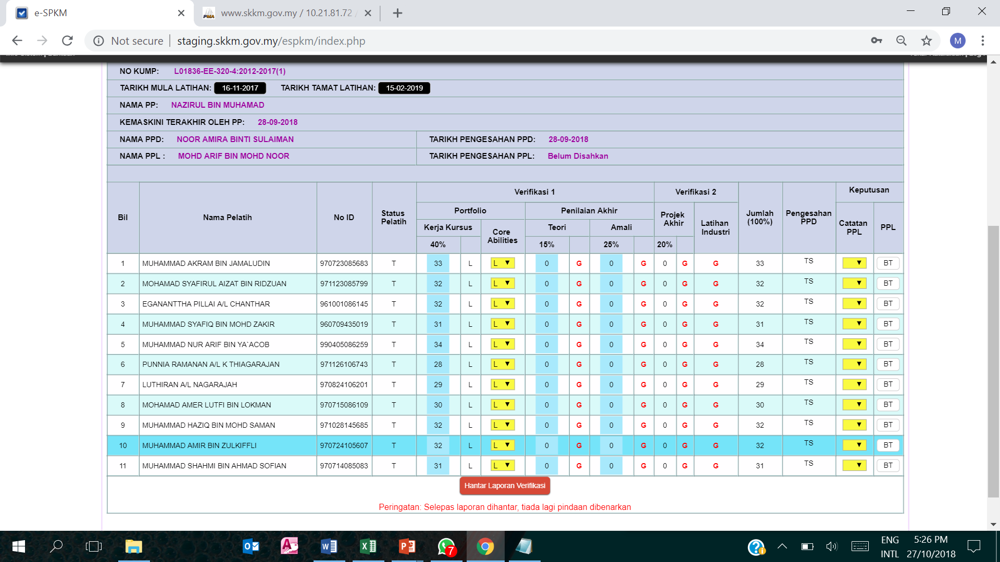 e-SPKM
www.skkm.gov.my / 10.21.81.72 /
Not secure staging.skkm.gov.my/espkm/index.php M
NO KUMP: L01836-EE-320-4:2012-2017(1)
TARIKH MULA LATIHAN: 16-11-2017 TARIKH TAMAT LATIHAN: 15-02-2019
NAMA PP: NAZIRUL BIN MUHAMAD
KEMASKINI TERAKHIR OLEH PP: 28-09-2018
NAMA PPD: NOOR AMIRA BINTI SULAIMAN TARIKH PENGESAHAN PPD: 28-09-2018
NAMA PPL : MOHD ARIF BIN MOHD NOOR TARIKH PENGESAHAN PPL: Belum Disahkan
Bil Nama Pelatih No ID Status Pelatih Verifikasi 1 Verifikasi 2 Jumlah (100%) Pengesahan PPD Keputusan
Portfolio Penilaian Akhir Projek Akhir Latihan Industri Catatan PPL PPL
Kerja Kursus Core Abilities Teori Amali
40% 15% 25% 20%
1 MUHAMMAD AKRAM BIN JAMALUDIN 970723085683 T 33 L L 0 G 0 G 0 G G 33 TS BT
2 MOHAMAD SYAFIRUL AIZAT BIN RIDZUAN 971123085799 T 32 L L 0 G 0 G 0 G G 32 TS BT
3 EGANANTTHA PILLAI A/L CHANTHAR 961001086145 T 32 L L 0 G 0 G 0 G G 32 TS BT
4 MUHAMMAD SYAFIQ BIN MOHD ZAKIR 960709435019 T 31 L L 0 G 0 G 0 G G 31 TS BT
5 MUHAMMAD NUR ARIF BIN YA`ACOB 990405086259 T 34 L L 0 G 0 G 0 G G 34 TS BT
6 PUNNIA RAMANAN A/L K THIAGARAJAN 971126106743 T 28 L L 0 G 0 G 0 G G 28 TS BT
7 LUTHIRAN A/L NAGARAJAH 970824106201 T 29 L L 0 G 0 G 0 G G 29 TS BT
8 MOHAMAD AMER LUTFI BIN LOKMAN 970715086109 T 30 L L 0 G 0 G 0 G G 30 TS BT
9 MUHAMMAD HAZIQ BIN MOHD SAMAN 971028145685 T 32 L L 0 G 0 G 0 G G 32 TS BT
10 MUHAMMAD AMIR BIN ZULKIFFLI 970724105607 T 32 L L 0 G 0 G 0 G G 32 TS BT
11 MUHAMMAD SHAHMI BIN AHMAD SOFIAN 970714085083 T 31 L L 0 G 0 G 0 G G 31 TS BT
Hantar Laporan Verifikasi
Peringatan: Selepas laporan dihantar, tiada lagi pindaan dibenarkan
7
ENG 5:26 PM
INTL 27/10/2018